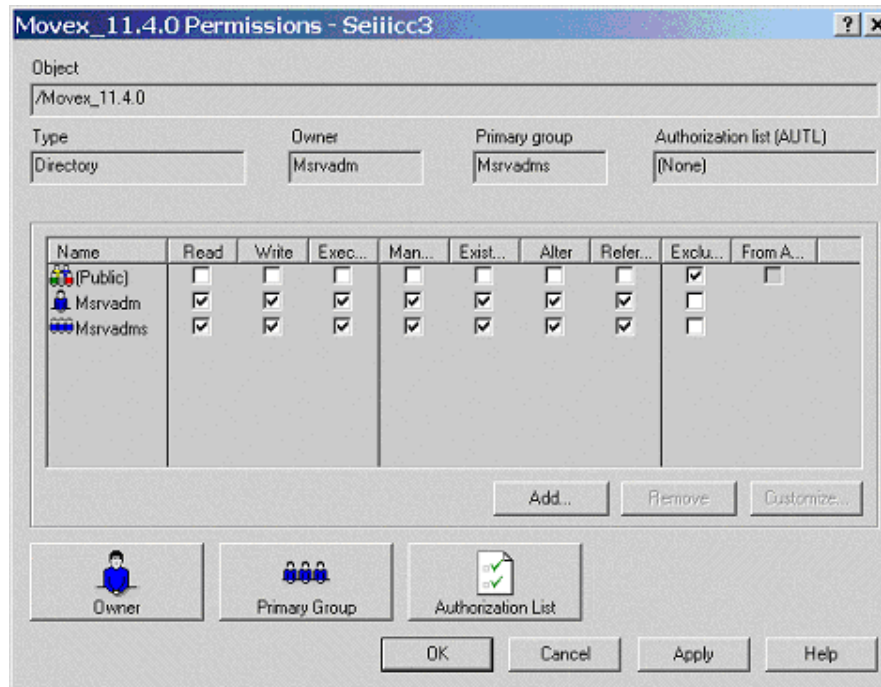 Movex_11.4.0 Permissions - Seiiicc3
Object
/Movex_11.4.0
Type Owner Primary group Authorization list (AUTL)
Directory Msrvadm Msrvadms (None)
Name Read Write Exec... Man... Exist... Alter Refer... Exclu... From A...
(Public)
Msrvadm
Msrvadms
Add... Remove Customize...
Owner Primary Group Authorization List
OK Cancel Apply Help